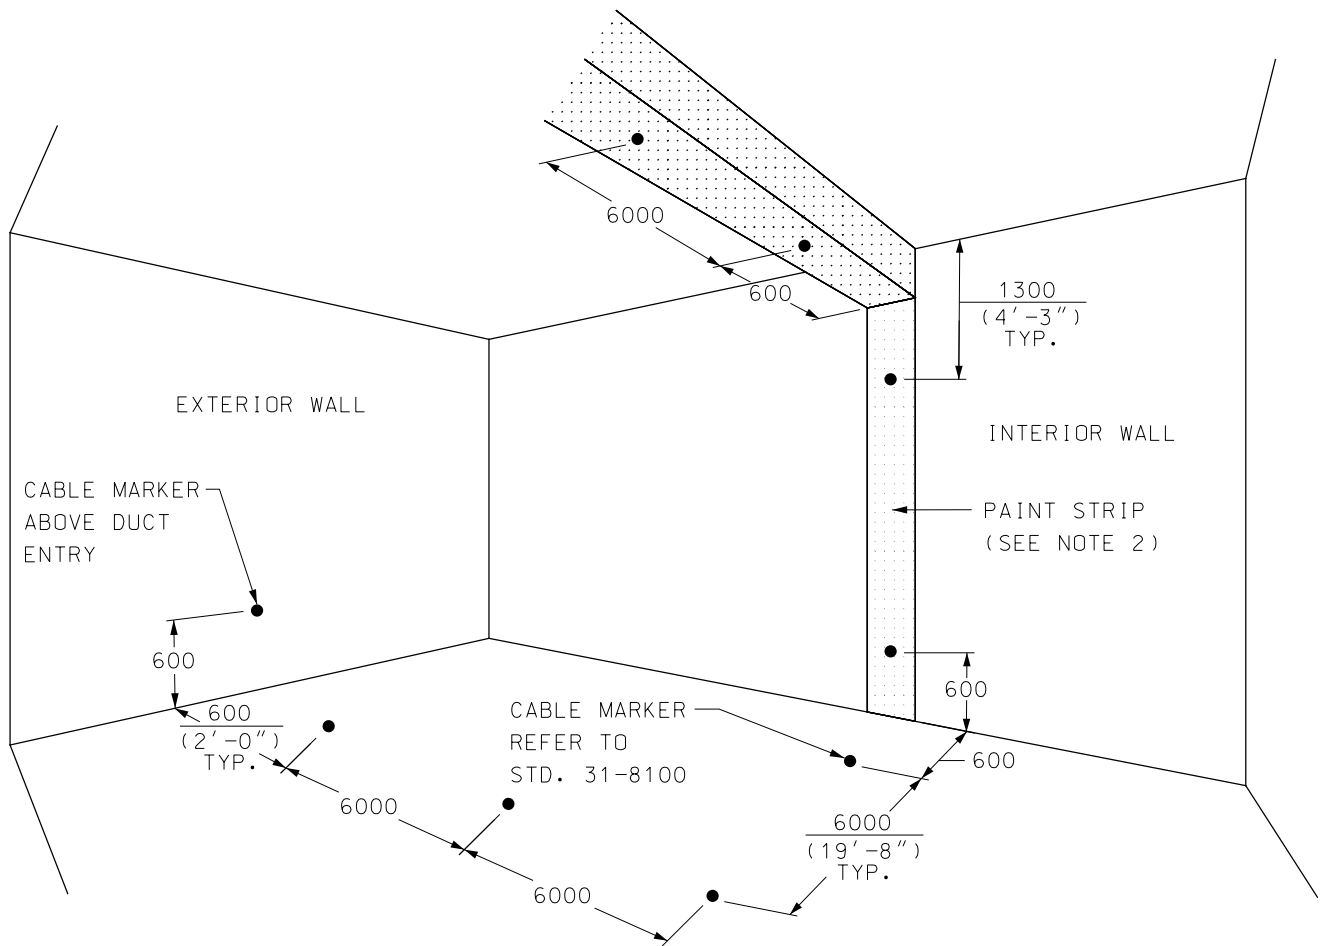 6000
600
1300
(4'-3")
TYP.
EXTERIOR WALL
INTERIOR WALL
CABLE MARKER
ABOVE DUCT
ENTRY
PAINT STRIP
(SEE NOTE 2)
600
600
(2'-0")
TYP.
CABLE MARKER
REFER TO
STD. 31-8100
600
600
6000
6000
(19'-8")
TYP.
6000